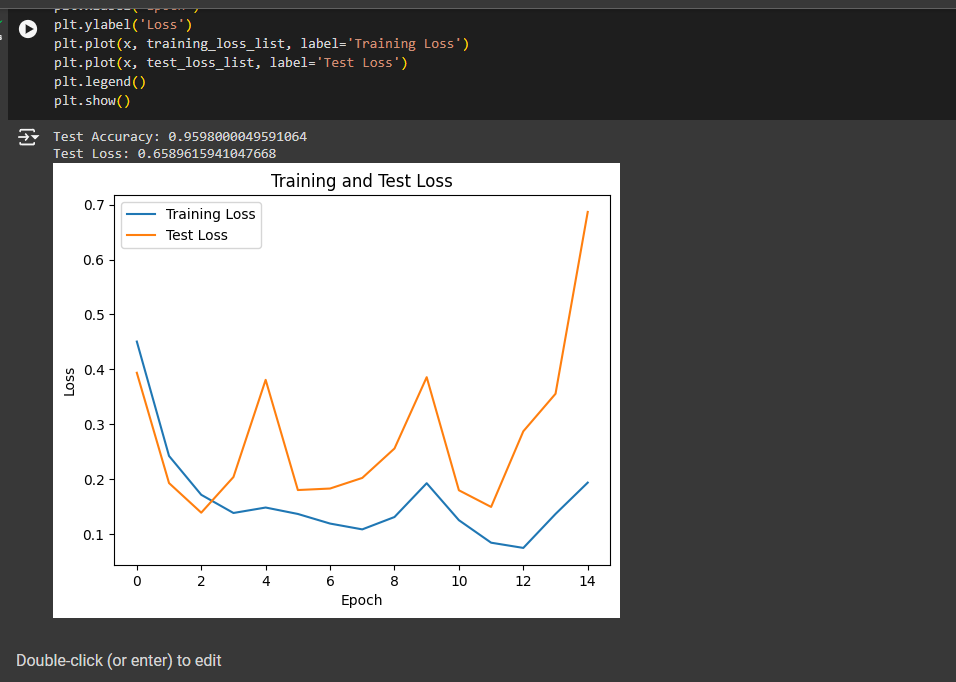 plt.ylabel('Loss')
plt.plot(x, training_loss_list, label='Training Loss')
plt.plot(x, test_loss_list, label='Test Loss')
plt.legend()
plt.show()
Test Accuracy: 0.9598000049591064
Test Loss: 0.6589615941047668
Training and Test Loss
Training Loss
Test Loss
0.7
0.6
0.5
0.4
0.3
0.2
0.1
Loss
0 2 4 6 8 10 12 14
Epoch
Double-click (or enter) to edit